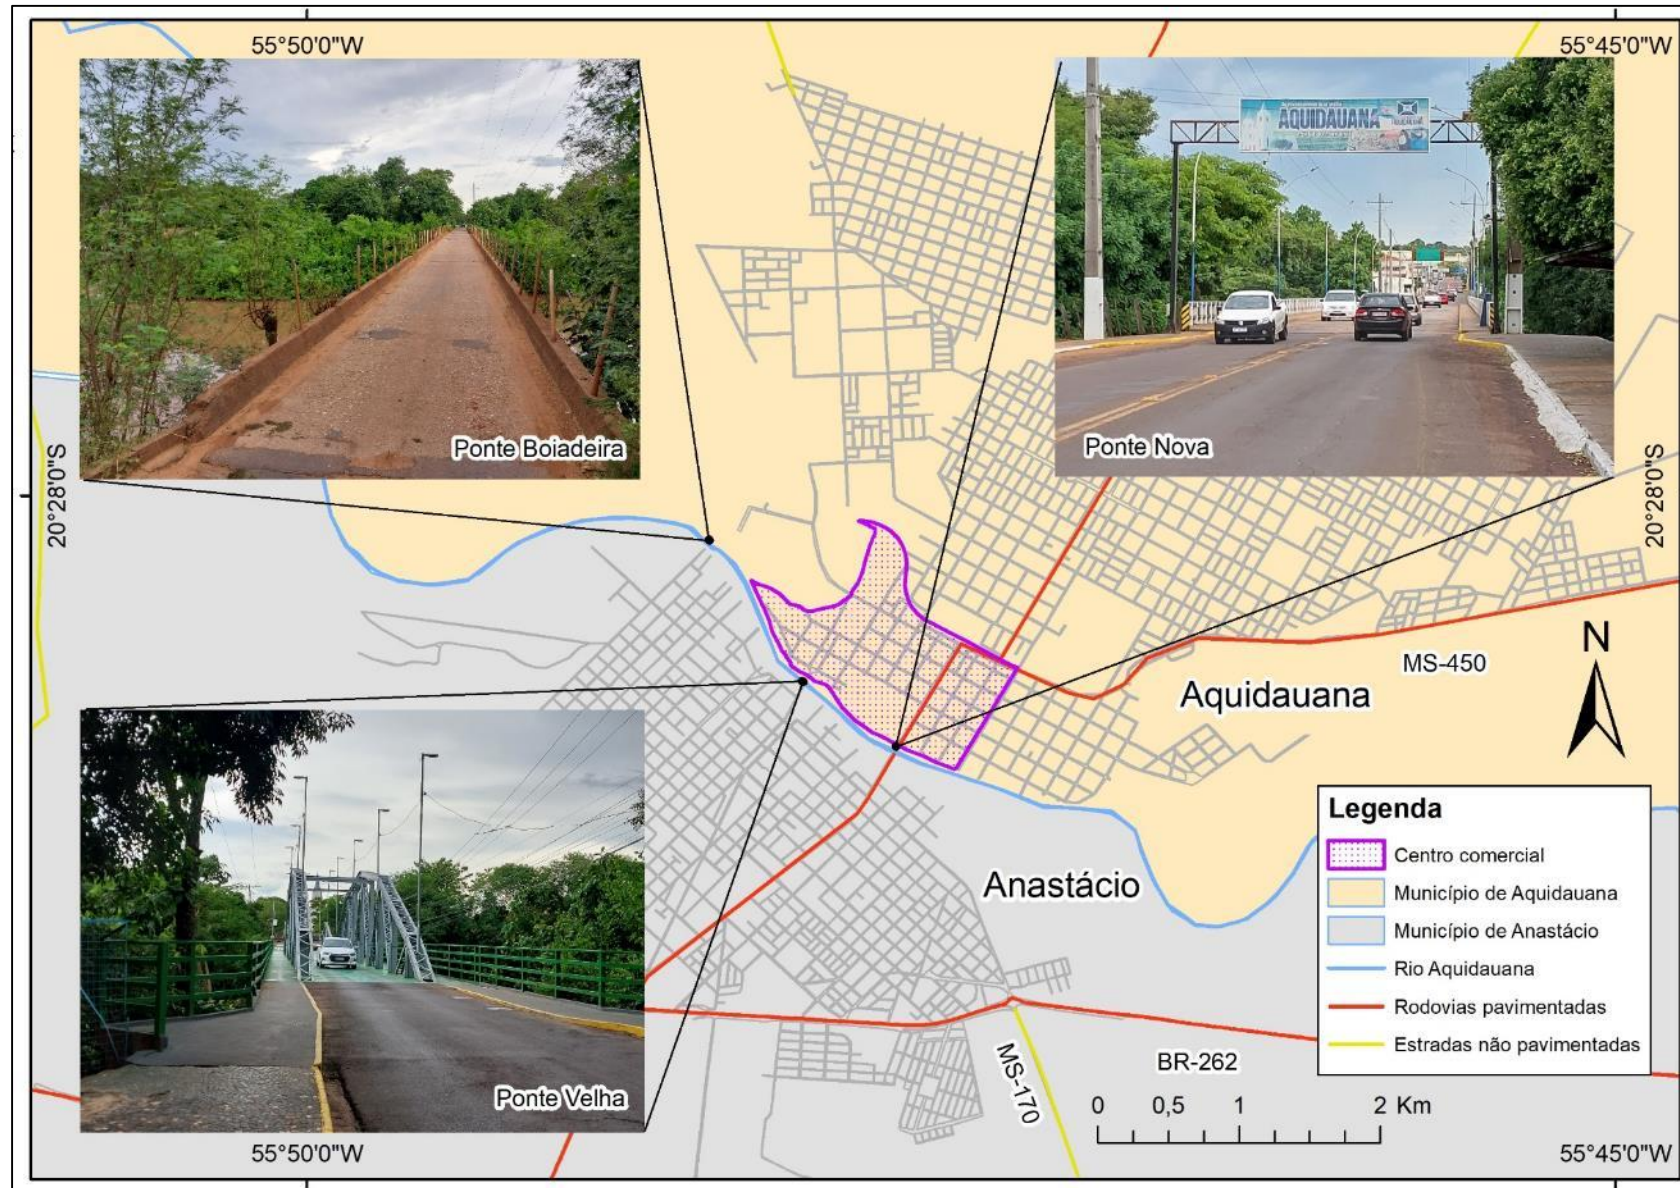 55°50'0"W
55°45'0"W
AQUIDAUANA
Ponte Boiadeira
Ponte Nova
20°28'0"S
20°28'0"S
MS-450
N
Aquidauana
Anastácio
Legenda
Centro comercial
Município de Aquidauana
Município de Anastácio
Rio Aquidauana
Rodovias pavimentadas
Estradas não pavimentadas
Ponte Velha
MS-170
BR-262
0 0,5 1 2 Km
55°50'0"W
55°45'0"W